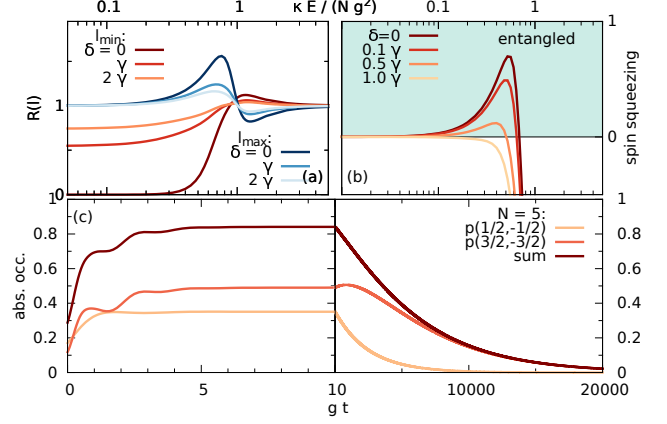 0.1 1 κ E / (N g²) 0.1 1
l_min:
δ = 0
γ
2 γ
R(l)
1
0
l_max:
δ = 0
γ
2 γ
(a)
δ=0
0.1 γ
0.5 γ
1.0 γ
entangled
(b)
1
0
1
spin squeezing
(c)
abs. occ.
0.8
0.6
0.4
0.2
0
N = 5:
p(1/2,-1/2)
p(3/2,-3/2)
sum
0.8
0.6
0.4
0.2
0
0 5 10 10000 20000
g t